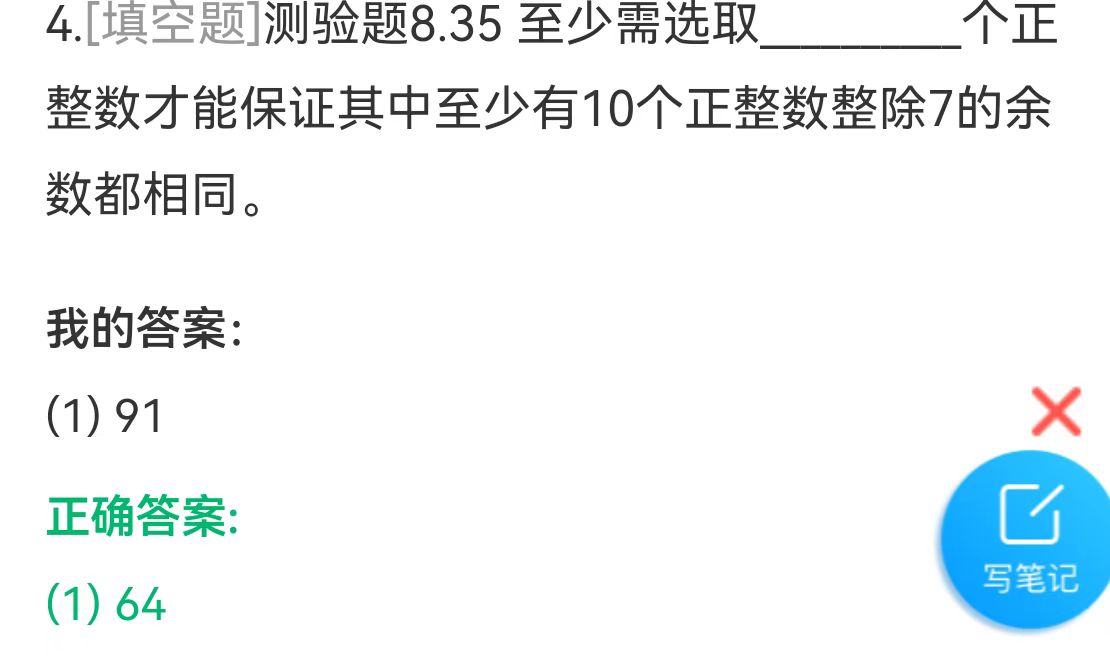 4.[填空题]测验题8.35 至少需选取__________个正
整数才能保证其中至少有10个正整数整除7的余
数都相同。
我的答案：
(1) 91
正确答案:
(1) 64
写笔记